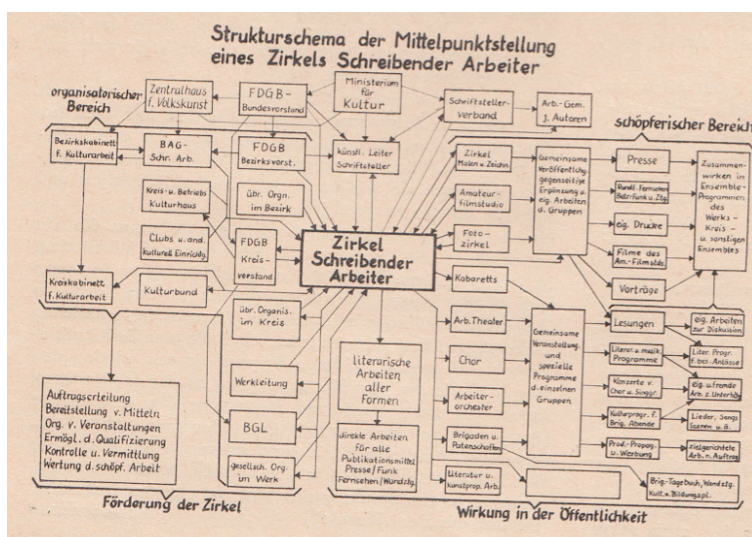 Strukturschema der Mittelpunktstellung
eines Zirkels Schreibender Arbeiter
organisatorischer
Bereich
Zentralhaus
f. Volkskunst
FDGB-
Bundesvorstand
Ministerium
für
Kultur
Schriftsteller-
verband
Arb.-Gem.
j. Autoren
schöpferischer Bereich
Bezirkskabinett
f. Kulturarbeit
BAG-
Schr. Arb.
FDGB
Bezirksvorst.
künstl. Leiter
Schriftsteller
Zirkel
Malen u. Zeichn.
Gemeinsame
Veröffentlichg.
gegenseitige
Ergänzung u.
eig. Arbeiten
d. Gruppen
Presse
Zusammen-
wirken in
Ensemble-
Programmen
des
Werks-
Kreis-
u. sonstigen
Ensembles
Kreis- u. Betriebs
Kulturhaus
übr. Orgn.
im Bezirk
Amateur-
filmstudio
Rundf. Fernsehen
Betr.-Funk u. Ztg.
Clubs u. and.
kulturell. Einrichtg.
FDGB
Kreis-
vorstand
Zirkel
Schreibender
Arbeiter
Foto-
zirkel
eig. Drucke
Filme des
Am.-Filmstds.
Kreiskabinett
f. Kulturarbeit
Kulturbund
Kabaretts
Vorträge
übr. Organis.
im Kreis
Arb. Theater
Gemeinsame
Veranstaltung.
und
spezielle
Programme
d. einzelnen
Gruppen
Lesungen
eig. Arbeiten
zur Diskussion
literarische
Arbeiten
aller
Formen
Chor
Literar. u. musik.
Programme
Liter. Progr.
f. bes. Anlässe
Werkleitung
Arbeiter-
orchester
Konzerte v.
Chor u. Singgr.
eig. u. fremde
Arb. z. Unterhltg.
Auftragserteilung
Bereitstellung v. Mitteln
Org. v. Veranstaltungen
Ermögl. d. Qualifizierung
Kontrolle u. Vermittlung
Wertung d. schöpf. Arbeit
BGL
direkte Arbeiten
für alle
Publikationsmittel
Presse/Funk
Fernsehen/Wandztg.
Brigaden u.
Patenschaften
Kulturprogr. f.
Brig. Abende
Lieder, Songs
Scenen u. ä.
Prod.-Propag.
u. Werbung
zielgerichtete
Arb. n. Auftrag
gesellsch. Org.
im Werk
Literatur u.
kunstprop. Arb.
Brig.-Tagebuch, Wandztg.
Kult. u. Bildungspl.
Förderung der Zirkel
Wirkung in der Öffentlichkeit